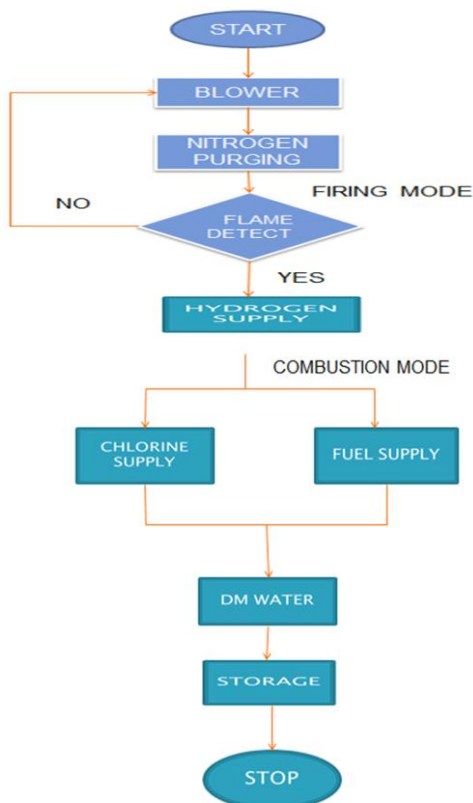 START
BLOWER
NITROGEN
PURGING
FIRING MODE
NO
FLAME
DETECT
YES
HYDROGEN
SUPPLY
COMBUSTION MODE
CHLORINE
SUPPLY
FUEL SUPPLY
DM WATER
STORAGE
STOP